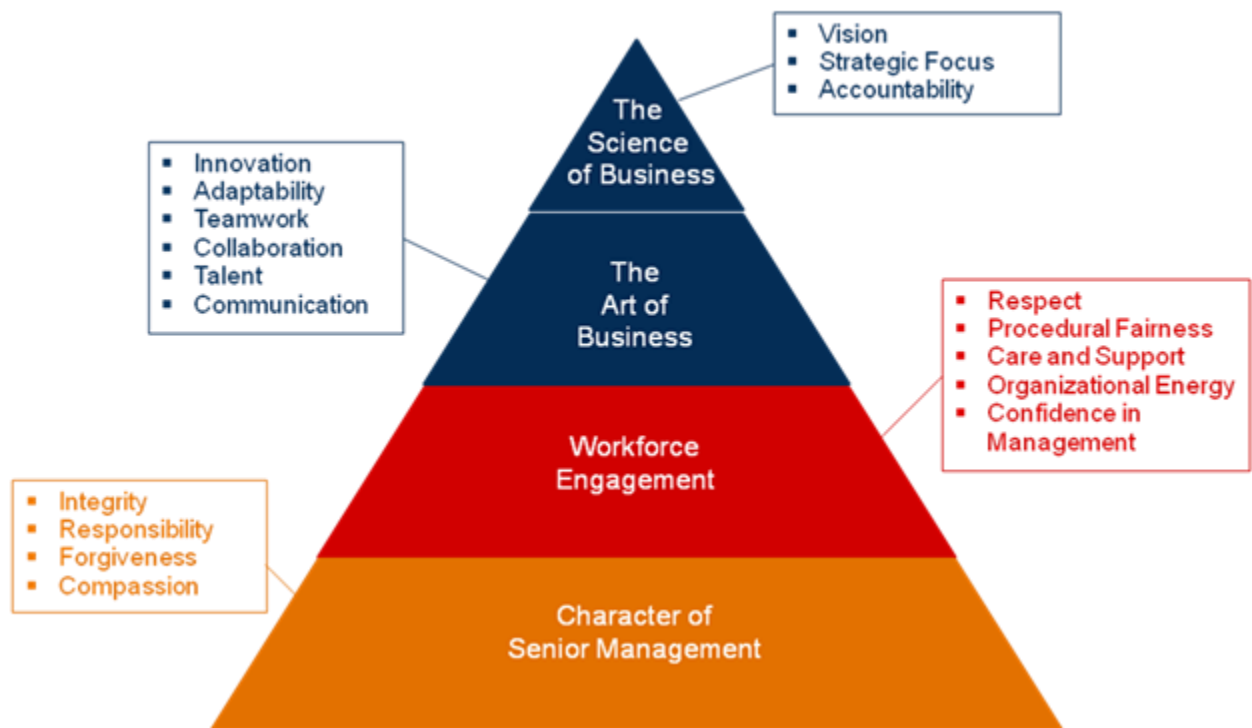 Vision
Strategic Focus
Accountability
The
Science
of Business
Innovation
Adaptability
Teamwork
Collaboration
Talent
Communication
The
Art of
Business
Respect
Procedural Fairness
Care and Support
Organizational Energy
Confidence in
Management
Workforce
Engagement
Integrity
Responsibility
Forgiveness
Compassion
Character of
Senior Management